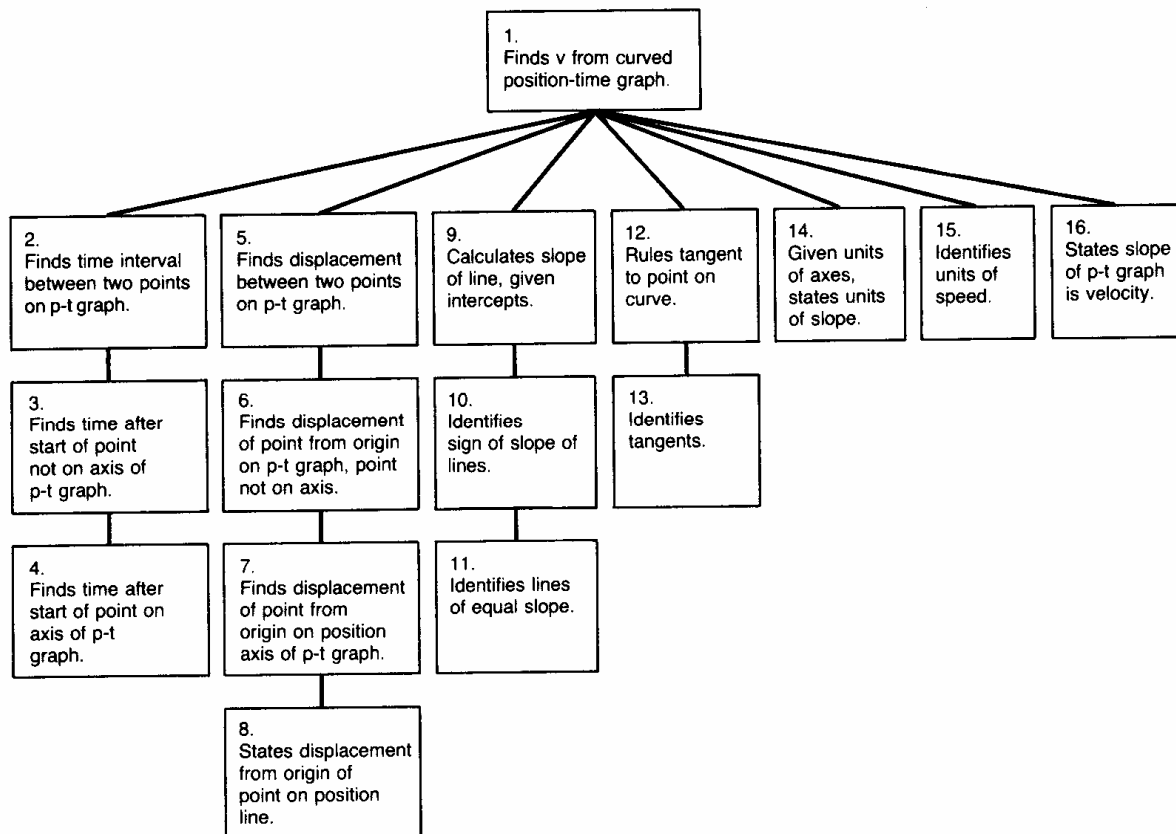 1.
Finds v from curved
position-time graph.
2.
Finds time interval
between two points
on p-t graph.
5.
Finds displacement
between two points
on p-t graph.
9.
Calculates slope
of line, given
intercepts.
12.
Rules tangent
to point on
curve.
14.
Given units
of axes,
states units
of slope.
15.
Identifies
units of
speed.
16.
States slope
of p-t graph
is velocity.
3.
Finds time after
start of point
not on axis of
p-t graph.
6.
Finds displacement
of point from origin
on p-t graph, point
not on axis.
10.
Identifies
sign of slope of
lines.
13.
Identifies
tangents.
4.
Finds time after
start of point on
axis of p-t
graph.
7.
Finds displacement
of point from
origin on position
axis of p-t graph.
11.
Identifies lines
of equal slope.
8.
States displacement
from origin of
point on position
line.